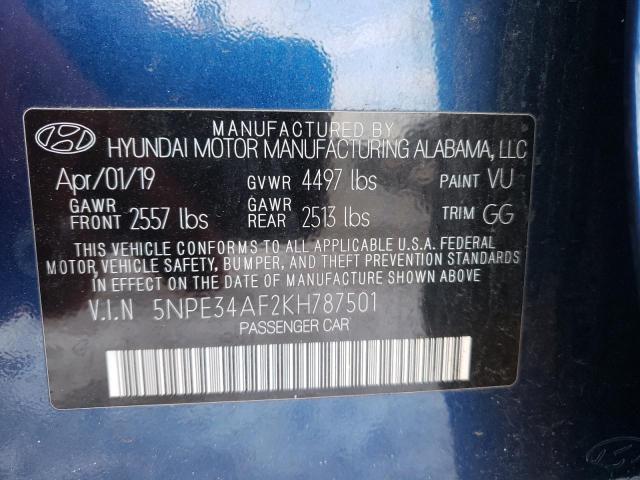 MANUFACTURED BY
HYUNDAI MOTOR MANUFACTURING ALABAMA, LLC
Apr/01/19 GVWR 4497 lbs PAINT VU
GAWR FRONT 2557 lbs GAWR REAR 2513 lbs TRIM GG
THIS VEHICLE CONFORMS TO ALL APPLICABLE U.S.A. FEDERAL
MOTOR VEHICLE SAFETY, BUMPER, AND THEFT PREVENTION
STANDARDS IN EFFECT ON THE DATE OF
MANUFACTURE SHOWN ABOVE.
V.I.N 5NPE34AF2KH787501
PASSENGER CAR